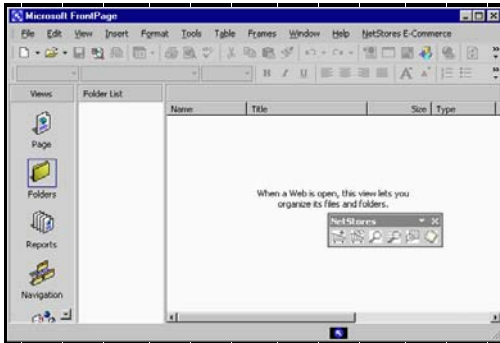 Microsoft FrontPage
File Edit View Insert Format Tools Table Frames Window Help NetStores E-Commerce
B I U A A
Views Folder List
Name Title Size Type
Page
Folders
When a Web is open, this view lets you
organize its files and folders.
NetStores
Reports
Navigation